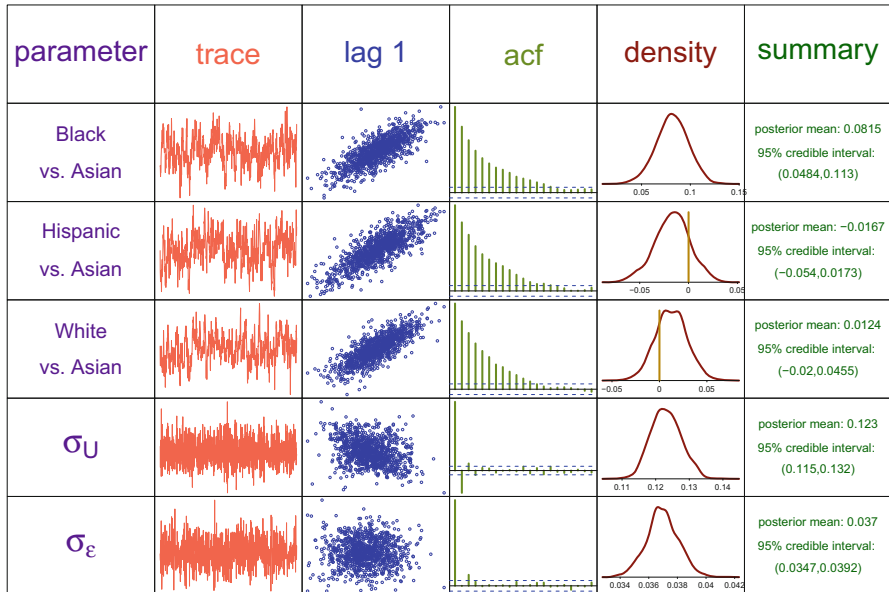 parameter trace lag 1 acf density summary
Black
vs. Asian
0.05 0.1 0.15
posterior mean: 0.0815
95% credible interval:
(0.0484,0.113)
Hispanic
vs. Asian
−0.05 0 0.05
posterior mean: −0.0167
95% credible interval:
(−0.054,0.0173)
White
vs. Asian
−0.05 0 0.05
posterior mean: 0.0124
95% credible interval:
(−0.02,0.0455)
σU
0.11 0.12 0.13 0.14
posterior mean: 0.123
95% credible interval:
(0.115,0.132)
σε
0.034 0.036 0.038 0.04 0.042
posterior mean: 0.037
95% credible interval:
(0.0347,0.0392)